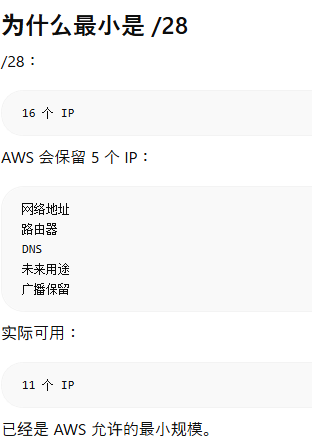 为什么最小是 /28
/28：
16 个 IP
AWS 会保留 5 个 IP：
网络地址
路由器
DNS
未来用途
广播保留
实际可用：
11 个 IP
已经是 AWS 允许的最小规模。